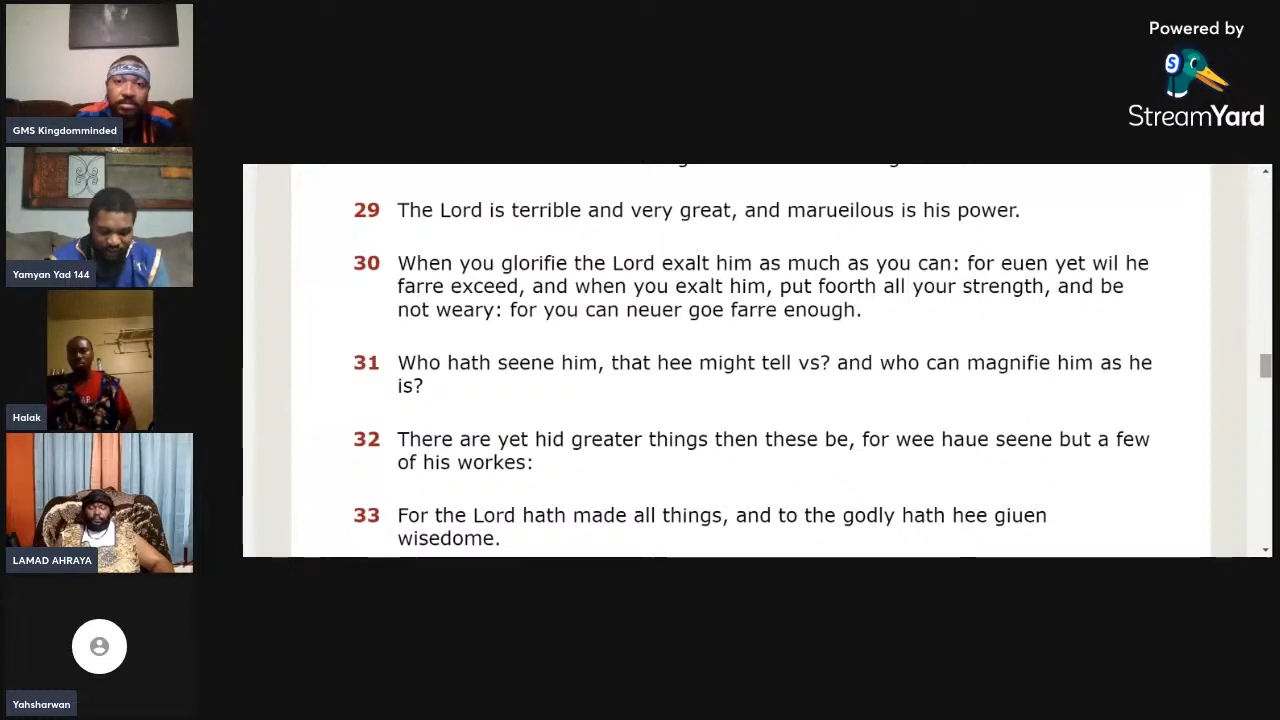 GMS Kingdomminded
Yamyan Yad 144
Halak
LAMAD AHRAYA
Yahsharwan
Powered by
StreamYard
29 The Lord is terrible and very great, and marueilous is his power.
30 When you glorifie the Lord exalt him as much as you can: for euen yet wil he
farre exceed, and when you exalt him, put foorth all your strength, and be
not weary: for you can neuer goe farre enough.
31 Who hath seene him, that hee might tell vs? and who can magnifie him as he
is?
32 There are yet hid greater things then these be, for wee haue seene but a few
of his workes:
33 For the Lord hath made all things, and to the godly hath hee giuen
wisedome.